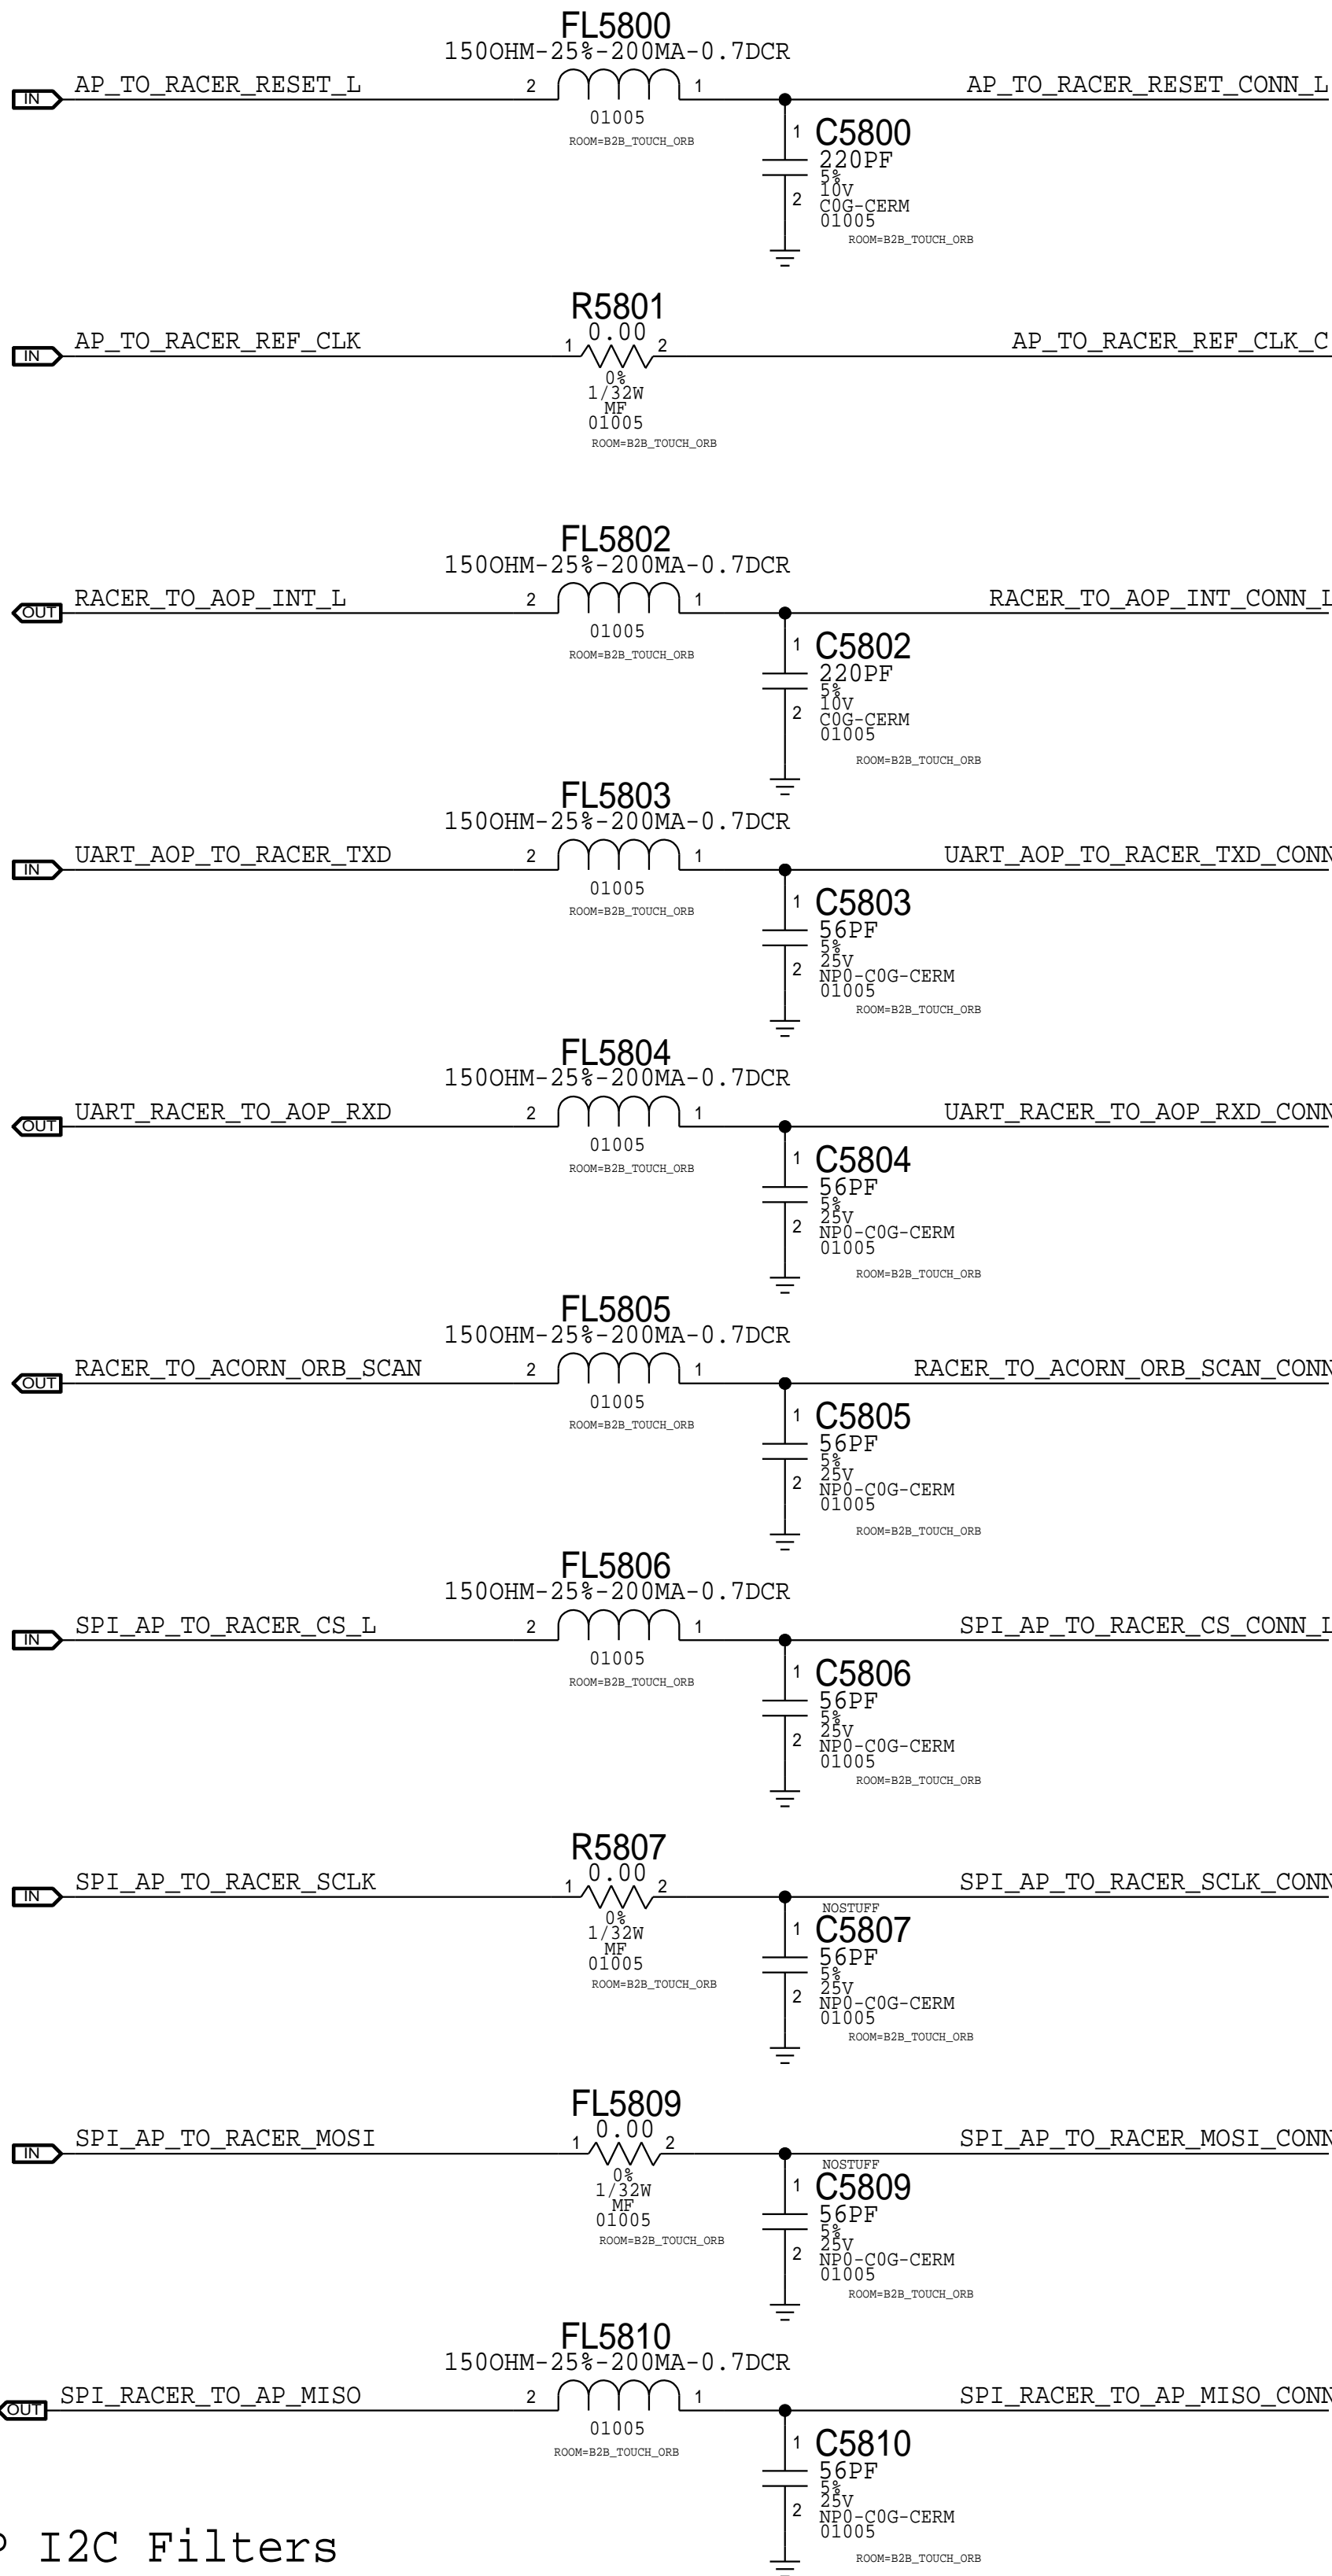 FL5800
150OHM-25%-200MA-0.7DCR
IN AP_TO_RACER_RESET_L 2 1 AP_TO_RACER_RESET_CONN_L
01005
ROOM=B2B_TOUCH_ORB
1 C5800
220PF
5%
10V
2 C0G-CERM
01005
ROOM=B2B_TOUCH_ORB
R5801
0.00
IN AP_TO_RACER_REF_CLK 1 2 AP_TO_RACER_REF_CLK_C
0%
1/32W
MF
01005
ROOM=B2B_TOUCH_ORB
FL5802
150OHM-25%-200MA-0.7DCR
OUT RACER_TO_AOP_INT_L 2 1 RACER_TO_AOP_INT_CONN_L
01005
ROOM=B2B_TOUCH_ORB
1 C5802
220PF
5%
10V
2 C0G-CERM
01005
ROOM=B2B_TOUCH_ORB
FL5803
150OHM-25%-200MA-0.7DCR
IN UART_AOP_TO_RACER_TXD 2 1 UART_AOP_TO_RACER_TXD_CONN
01005
ROOM=B2B_TOUCH_ORB
1 C5803
56PF
5%
25V
2 NP0-C0G-CERM
01005
ROOM=B2B_TOUCH_ORB
FL5804
150OHM-25%-200MA-0.7DCR
OUT UART_RACER_TO_AOP_RXD 2 1 UART_RACER_TO_AOP_RXD_CONN
01005
ROOM=B2B_TOUCH_ORB
1 C5804
56PF
5%
25V
2 NP0-C0G-CERM
01005
ROOM=B2B_TOUCH_ORB
FL5805
150OHM-25%-200MA-0.7DCR
OUT RACER_TO_ACORN_ORB_SCAN 2 1 RACER_TO_ACORN_ORB_SCAN_CONN
01005
ROOM=B2B_TOUCH_ORB
1 C5805
56PF
5%
25V
2 NP0-C0G-CERM
01005
ROOM=B2B_TOUCH_ORB
FL5806
150OHM-25%-200MA-0.7DCR
IN SPI_AP_TO_RACER_CS_L 2 1 SPI_AP_TO_RACER_CS_CONN_L
01005
ROOM=B2B_TOUCH_ORB
1 C5806
56PF
5%
25V
2 NP0-C0G-CERM
01005
ROOM=B2B_TOUCH_ORB
R5807
0.00
IN SPI_AP_TO_RACER_SCLK 1 2 SPI_AP_TO_RACER_SCLK_CONN
0%
1/32W
MF
01005
ROOM=B2B_TOUCH_ORB
NOSTUFF
1 C5807
56PF
5%
25V
2 NP0-C0G-CERM
01005
ROOM=B2B_TOUCH_ORB
FL5809
0.00
IN SPI_AP_TO_RACER_MOSI 1 2 SPI_AP_TO_RACER_MOSI_CONN
0%
1/32W
MF
01005
ROOM=B2B_TOUCH_ORB
NOSTUFF
1 C5809
56PF
5%
25V
2 NP0-C0G-CERM
01005
ROOM=B2B_TOUCH_ORB
FL5810
150OHM-25%-200MA-0.7DCR
OUT SPI_RACER_TO_AP_MISO 2 1 SPI_RACER_TO_AP_MISO_CONN
01005
ROOM=B2B_TOUCH_ORB
1 C5810
56PF
5%
25V
2 NP0-C0G-CERM
01005
ROOM=B2B_TOUCH_ORB
P I2C Filters